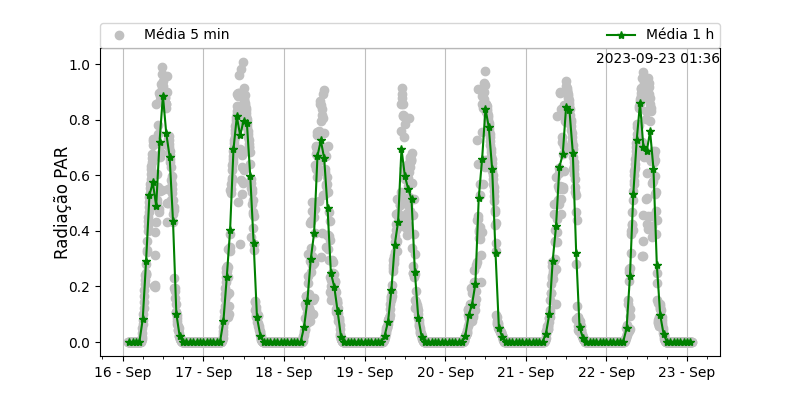 Média 5 min
Média 1 h
2023-09-23 01:36
Radiação PAR
1.0
0.8
0.6
0.4
0.2
0.0
16 - Sep
17 - Sep
18 - Sep
19 - Sep
20 - Sep
21 - Sep
22 - Sep
23 - Sep